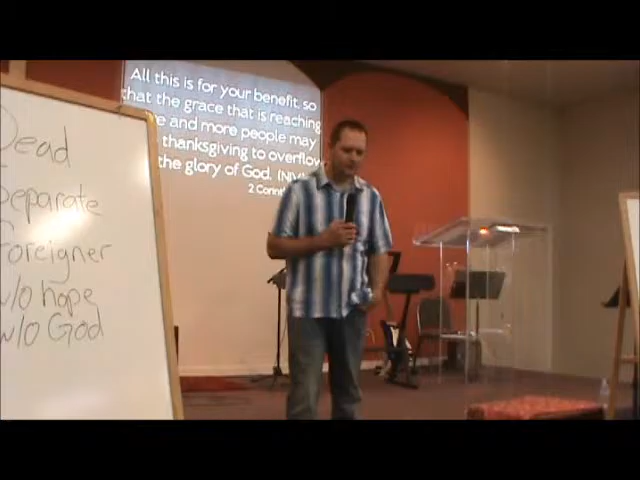 All this is for your benefit, so
that the grace that is reaching
and more people may
thanksgiving to overflow
the glory of God. (NIV)
2 Corin
Dead
Separate
Foreigner
w/o hope
w/o God